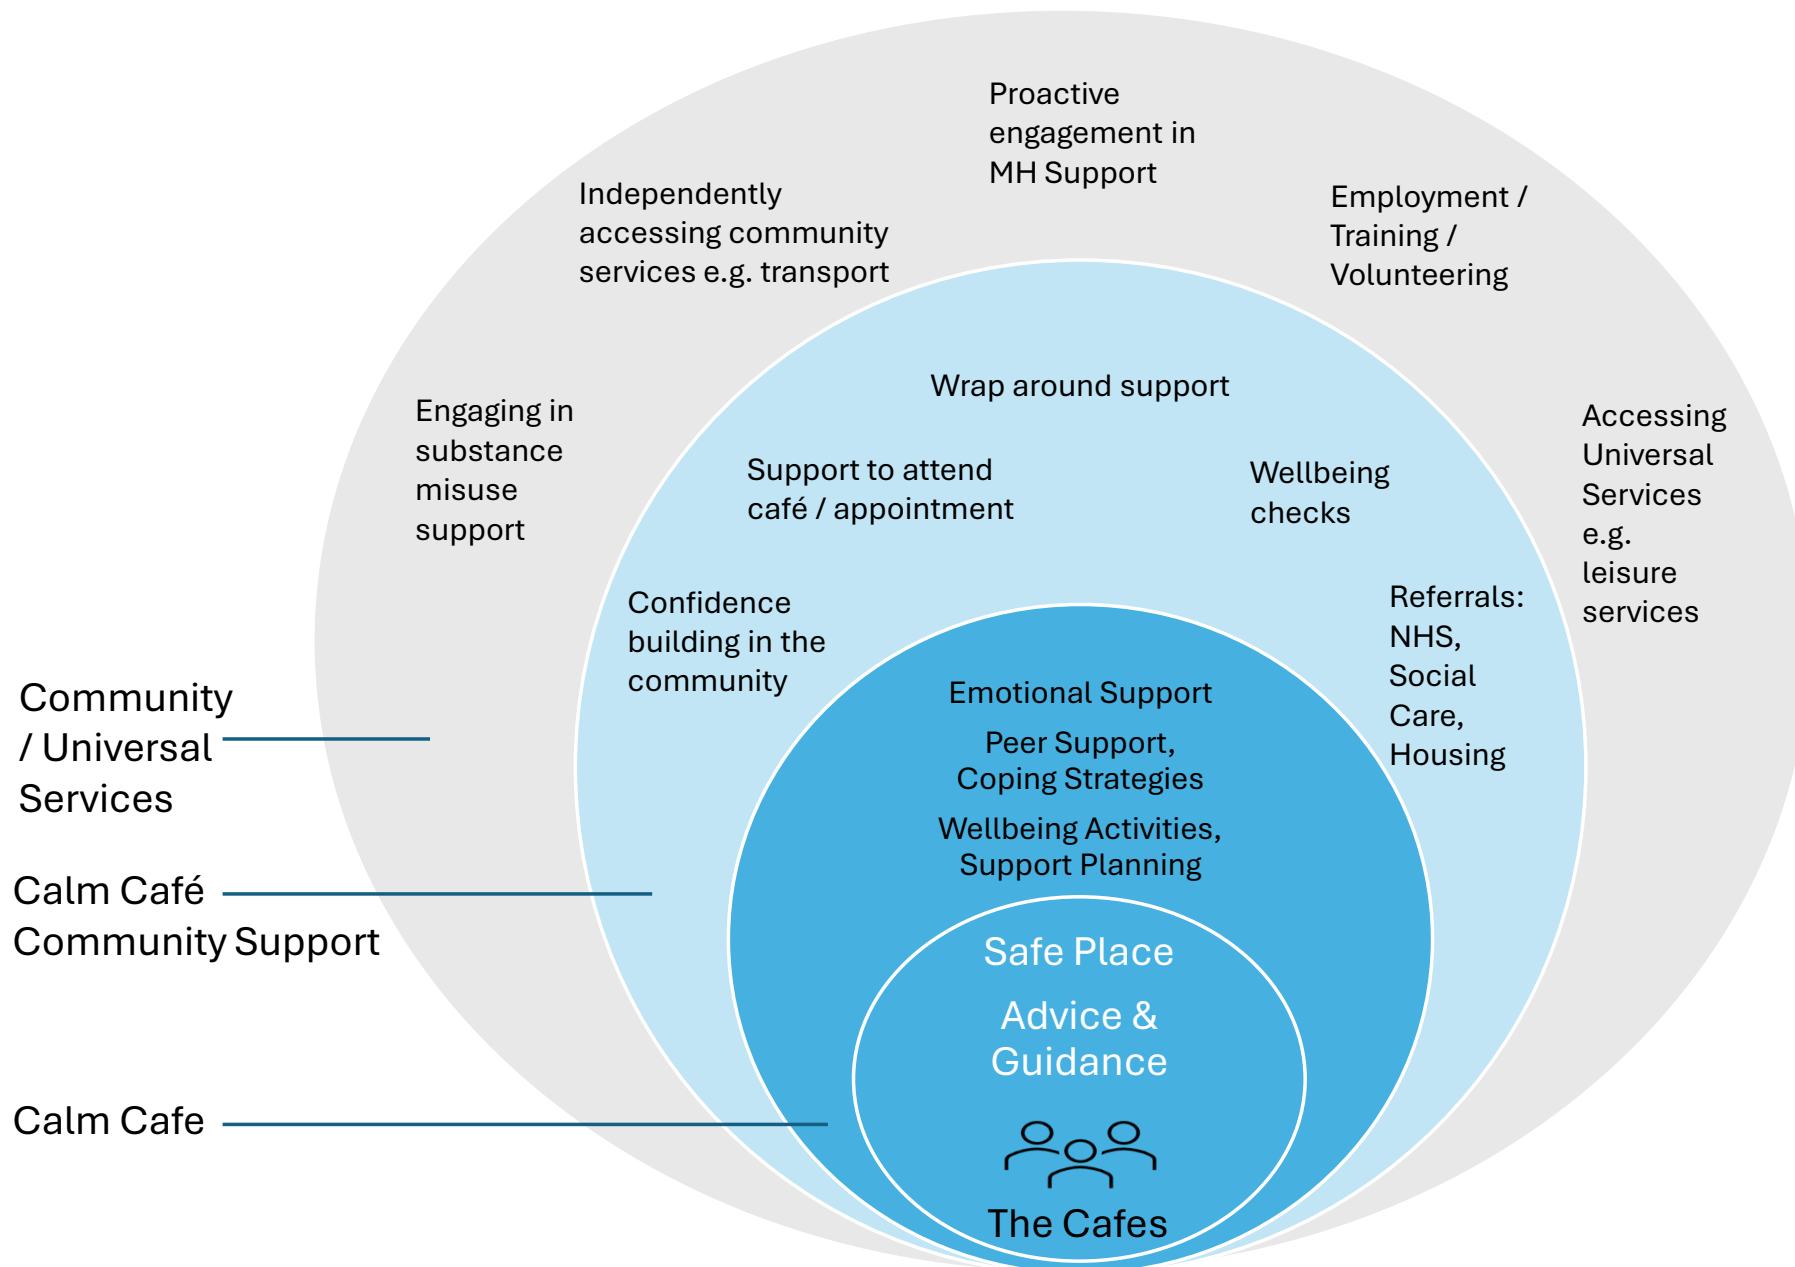 Proactive
engagement in
MH Support
Independently
accessing community
services e.g. transport
Employment /
Training /
Volunteering
Wrap around support
Engaging in
substance
misuse
support
Support to attend
café / appointment
Wellbeing
checks
Accessing
Universal
Services
e.g.
leisure
services
Confidence
building in the
community
Referrals:
NHS,
Social
Care,
Housing
Emotional Support
Peer Support,
Coping Strategies
Wellbeing Activities,
Support Planning
Safe Place
Advice &
Guidance
The Cafes
Community
/ Universal
Services
Calm Café
Community Support
Calm Cafe